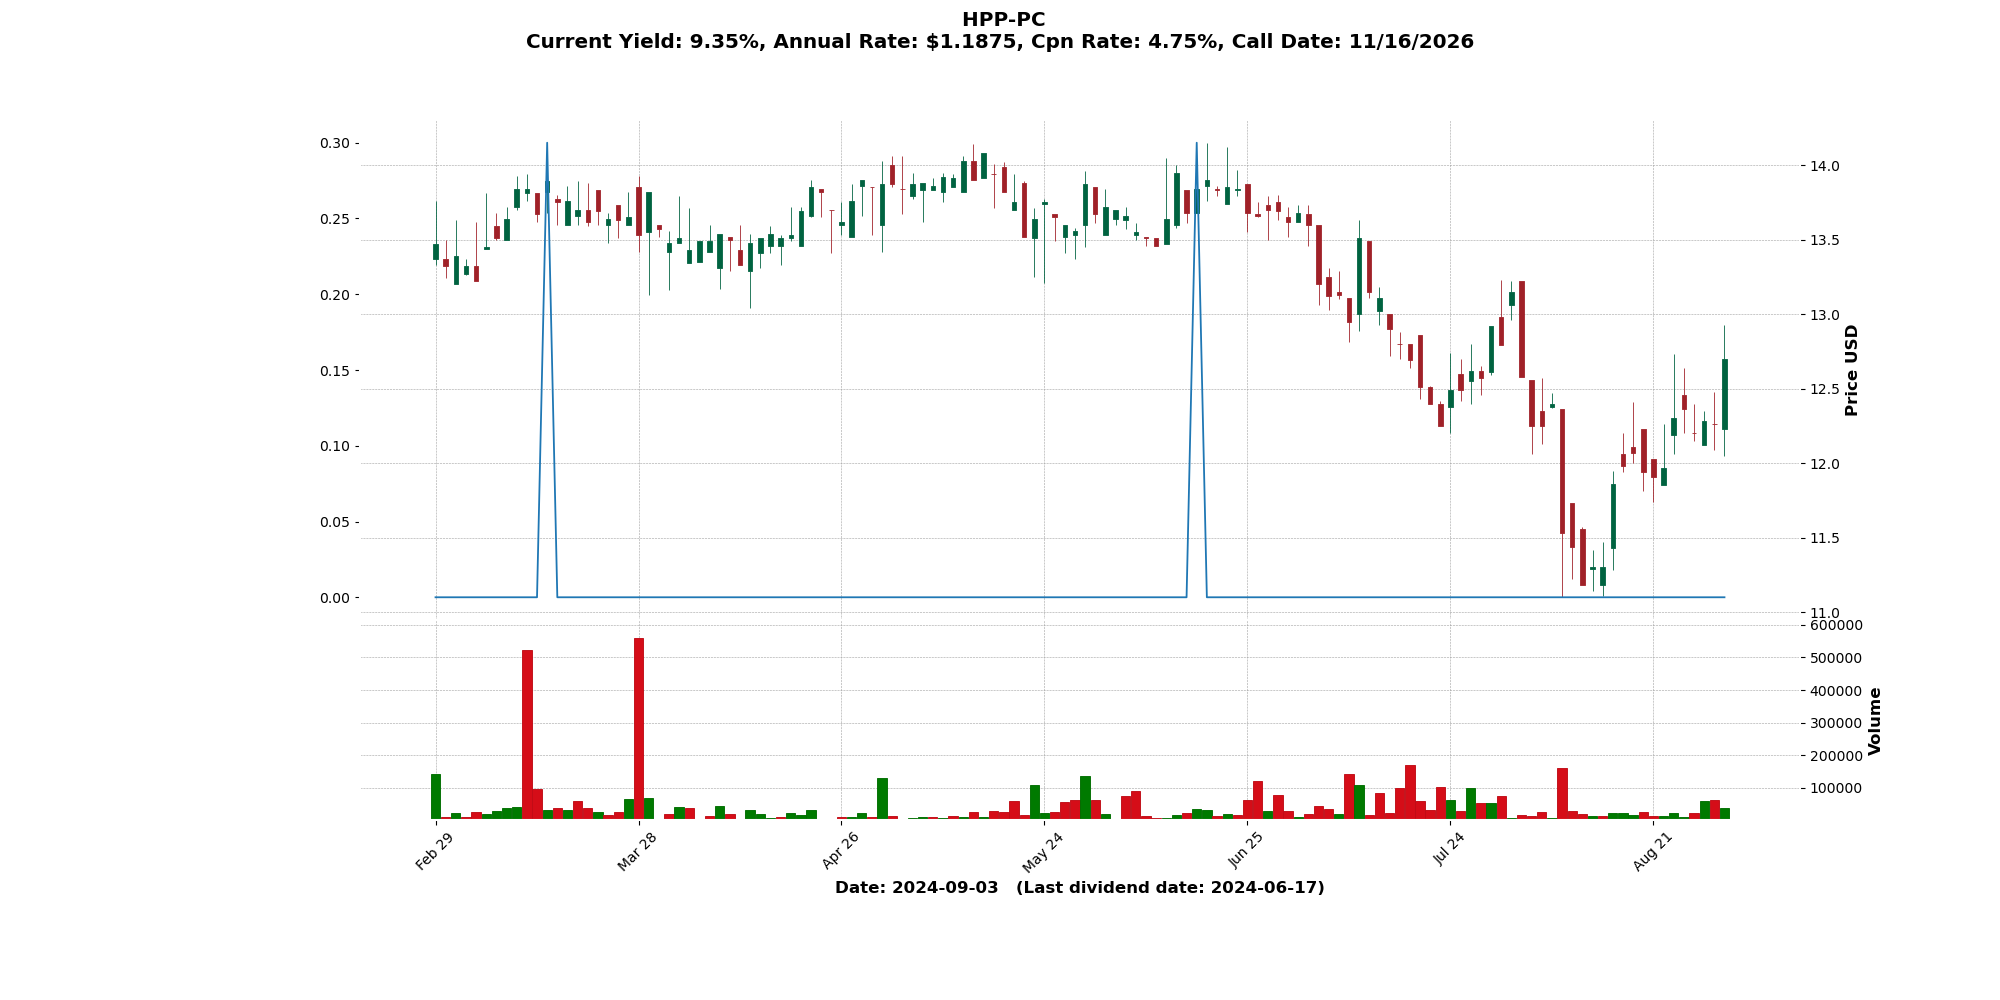 HPP-PC
Current Yield: 9.35%, Annual Rate: $1.1875, Cpn Rate: 4.75%, Call Date: 11/16/2026
0.30
0.25
0.20
0.15
0.10
0.05
0.00
14.0
13.5
13.0
12.5
12.0
11.5
11.0
Price USD
600000
500000
400000
300000
200000
100000
Volume
Feb 29
Mar 28
Apr 26
May 24
Jun 25
Jul 24
Aug 21
Date: 2024-09-03 (Last dividend date: 2024-06-17)